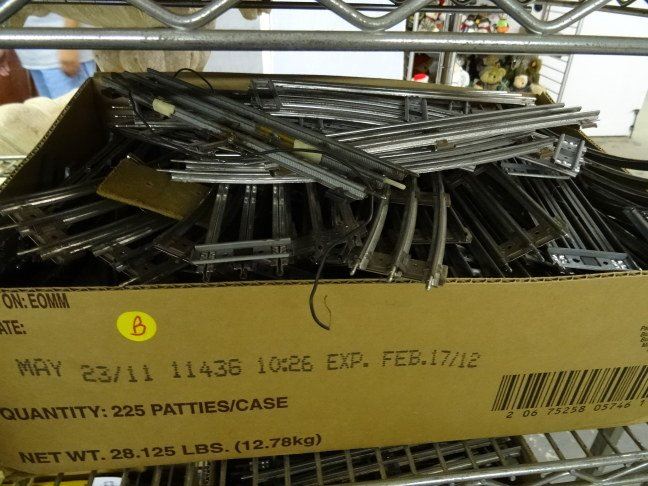 ON: EOMM
ATE:
B
MAY 23/11 11436 10:26 EXP. FEB.17/12
QUANTITY: 225 PATTIES/CASE
2 06 75258 05746 1
NET WT. 28.125 LBS. (12.78kg)